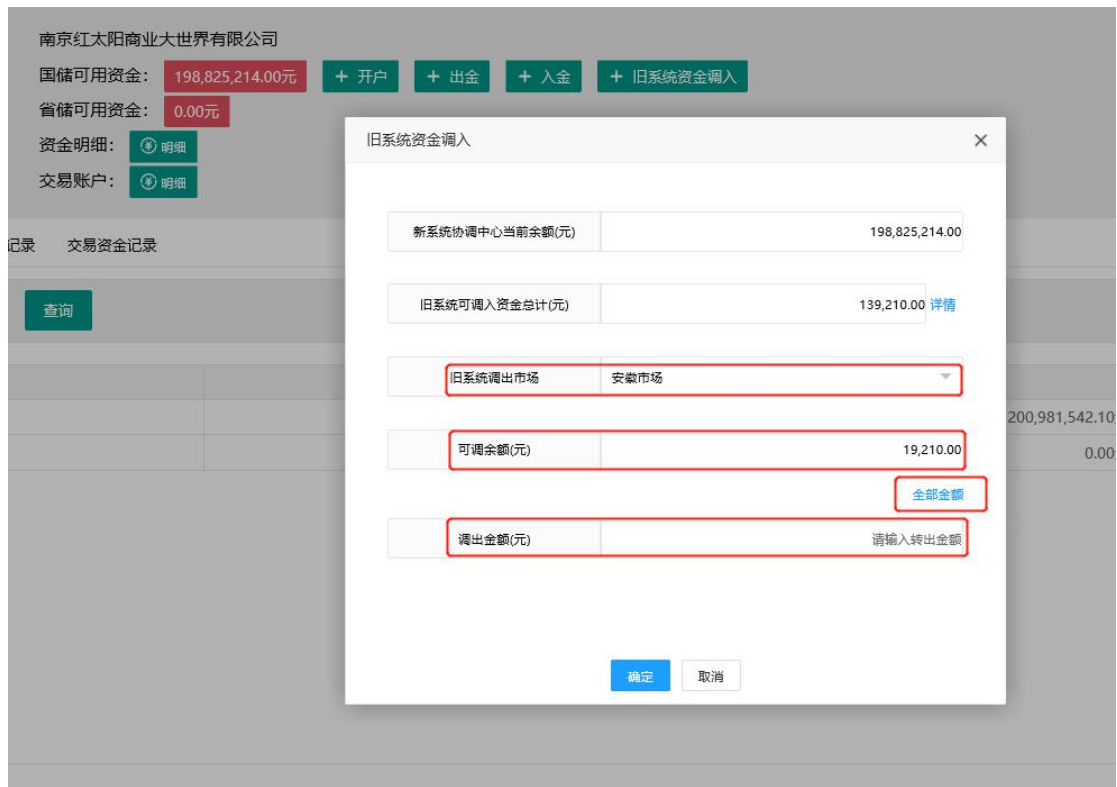 南京红太阳商业大世界有限公司
国储可用资金： 198,825,214.00元 + 开户 + 出金 + 入金 + 旧系统资金调入
省储可用资金： 0.00元
资金明细： 明细
交易账户： 明细
记录 交易资金记录
查询
200,981,542.10
0.00
旧系统资金调入 ×
新系统协调中心当前余额(元) 198,825,214.00
旧系统可调入资金总计(元) 139,210.00 详情
旧系统调出市场 安徽市场
可调余额(元) 19,210.00
全部金额
调出金额(元) 请输入转出金额
确定 取消